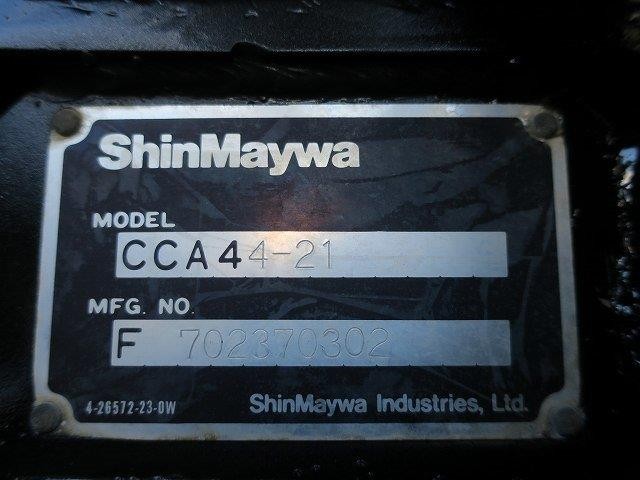 ShinMaywa
MODEL
CCA44-21
MFG. NO.
F 702370302
4-26572-23-0W
ShinMaywa Industries, Ltd.